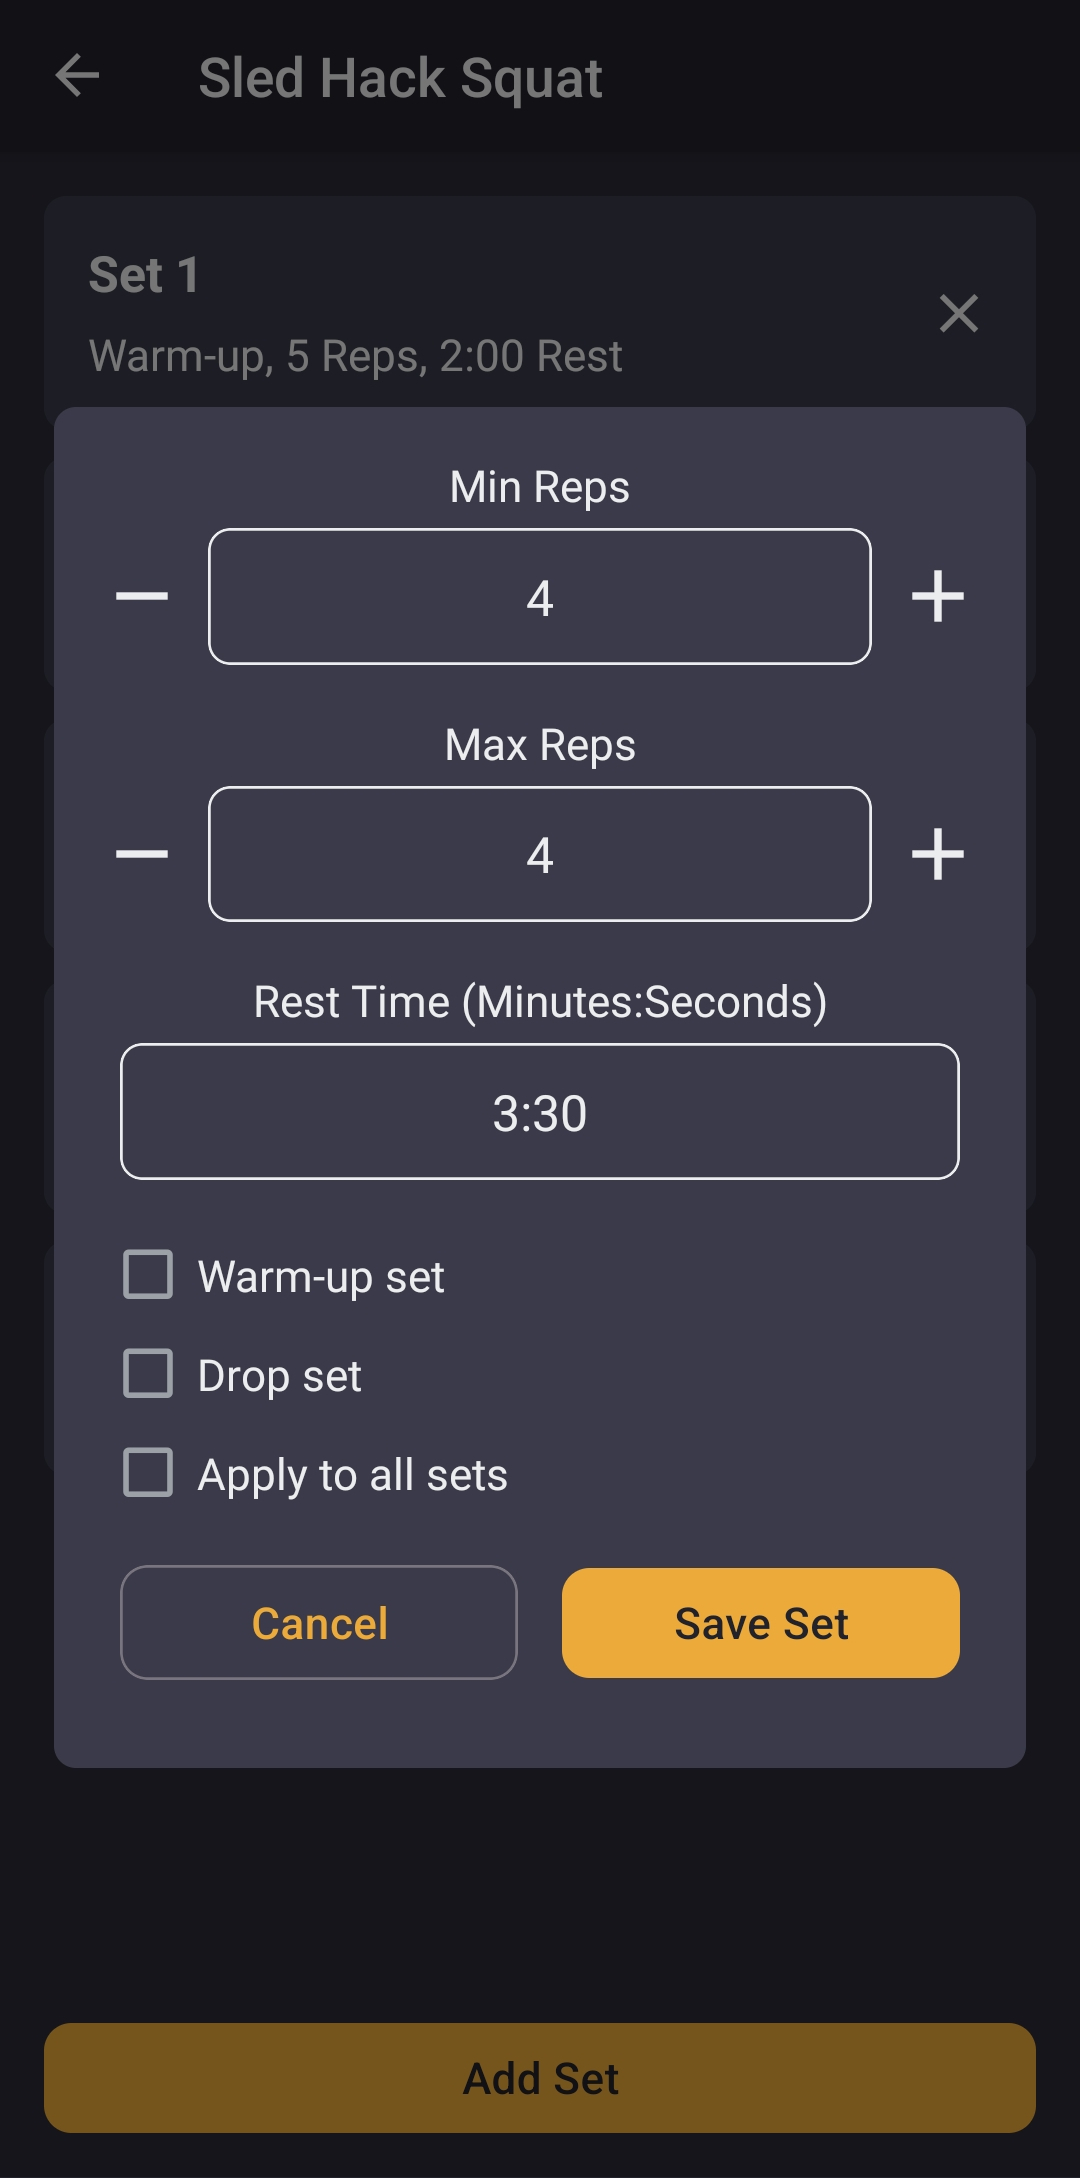 Sled Hack Squat
Set 1
Warm-up, 5 Reps, 2:00 Rest
Min Reps
4
Max Reps
4
Rest Time (Minutes:Seconds)
3:30
Warm-up set
Drop set
Apply to all sets
Cancel
Save Set
Add Set